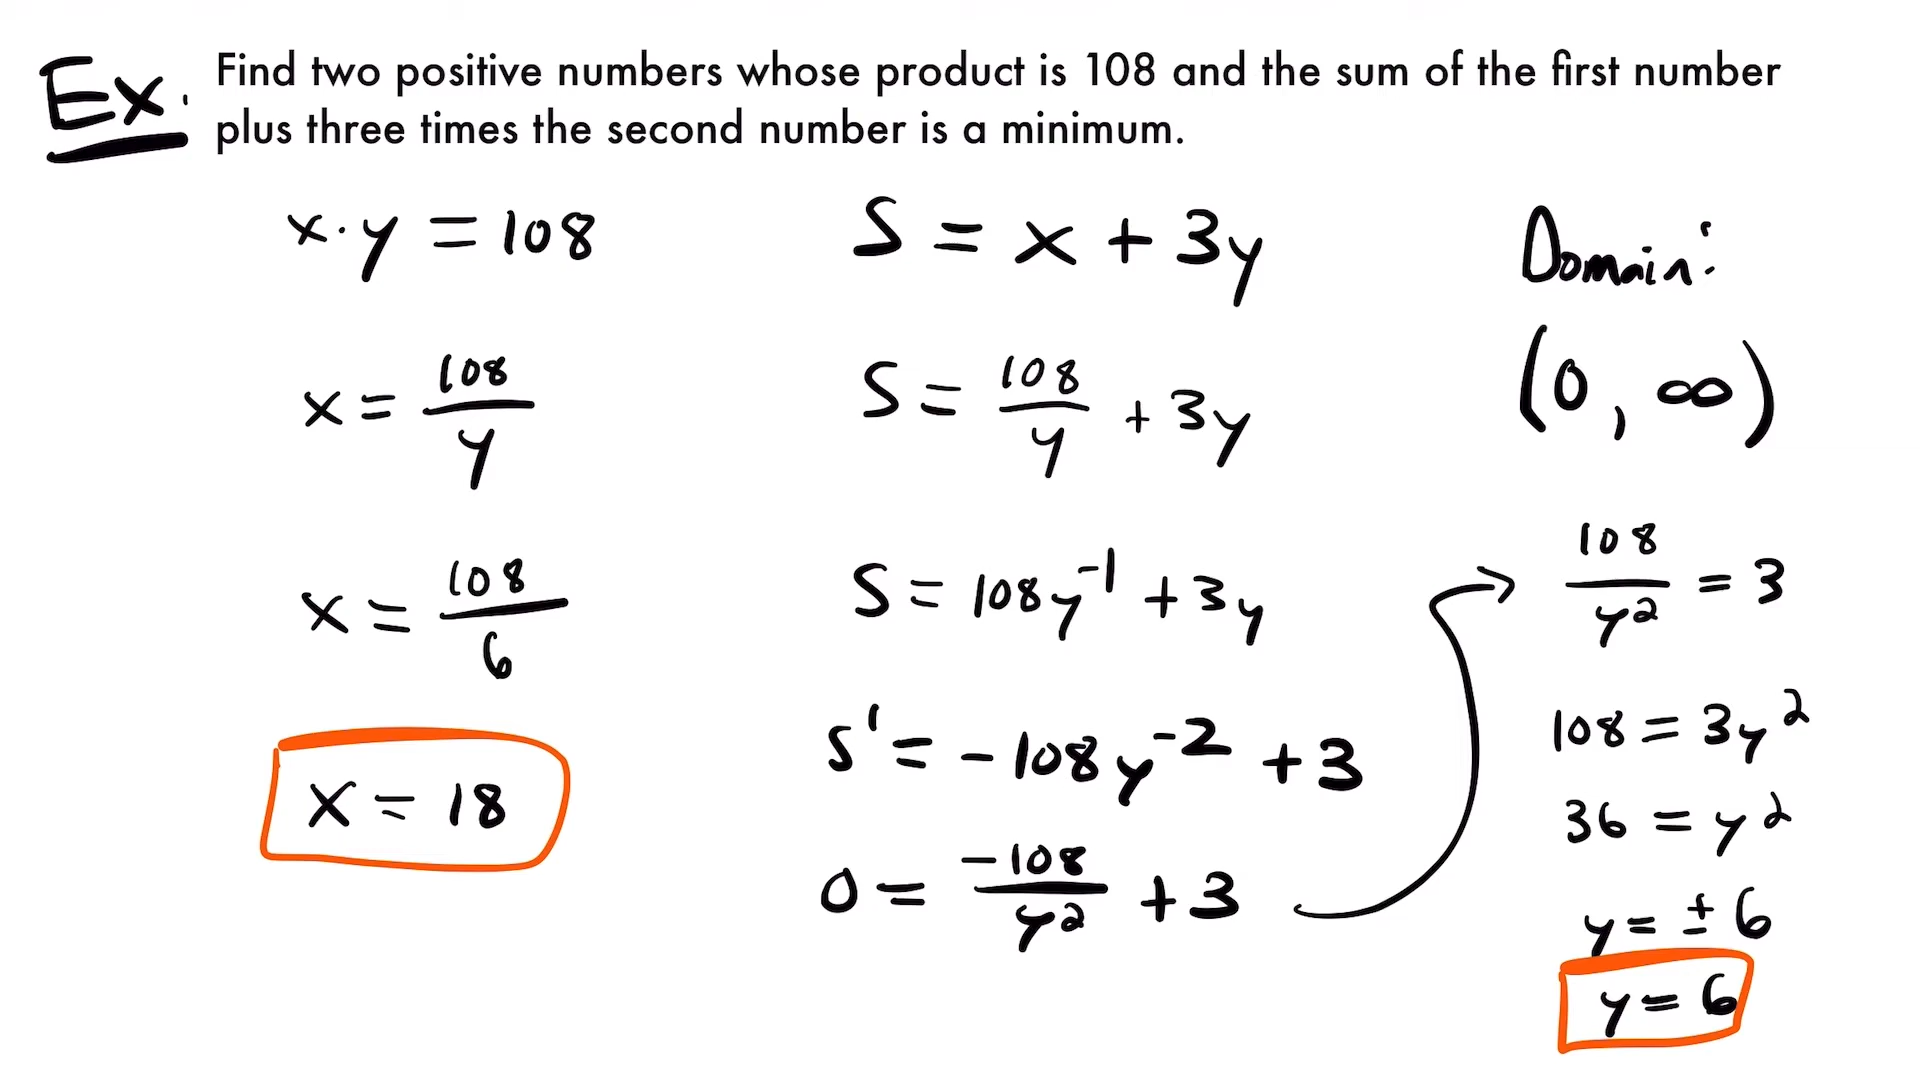 Ex. Find two positive numbers whose product is 108 and the sum of the first number
plus three times the second number is a minimum.
x · y = 108
x = 108/y
x = 108/6
x = 18
S = x + 3y
S = 108/y + 3y
S = 108y⁻¹ + 3y
S' = -108y⁻² + 3
0 = -108/y² + 3
Domain:
(0, ∞)
108/y² = 3
108 = 3y²
36 = y²
y = ± 6
y = 6